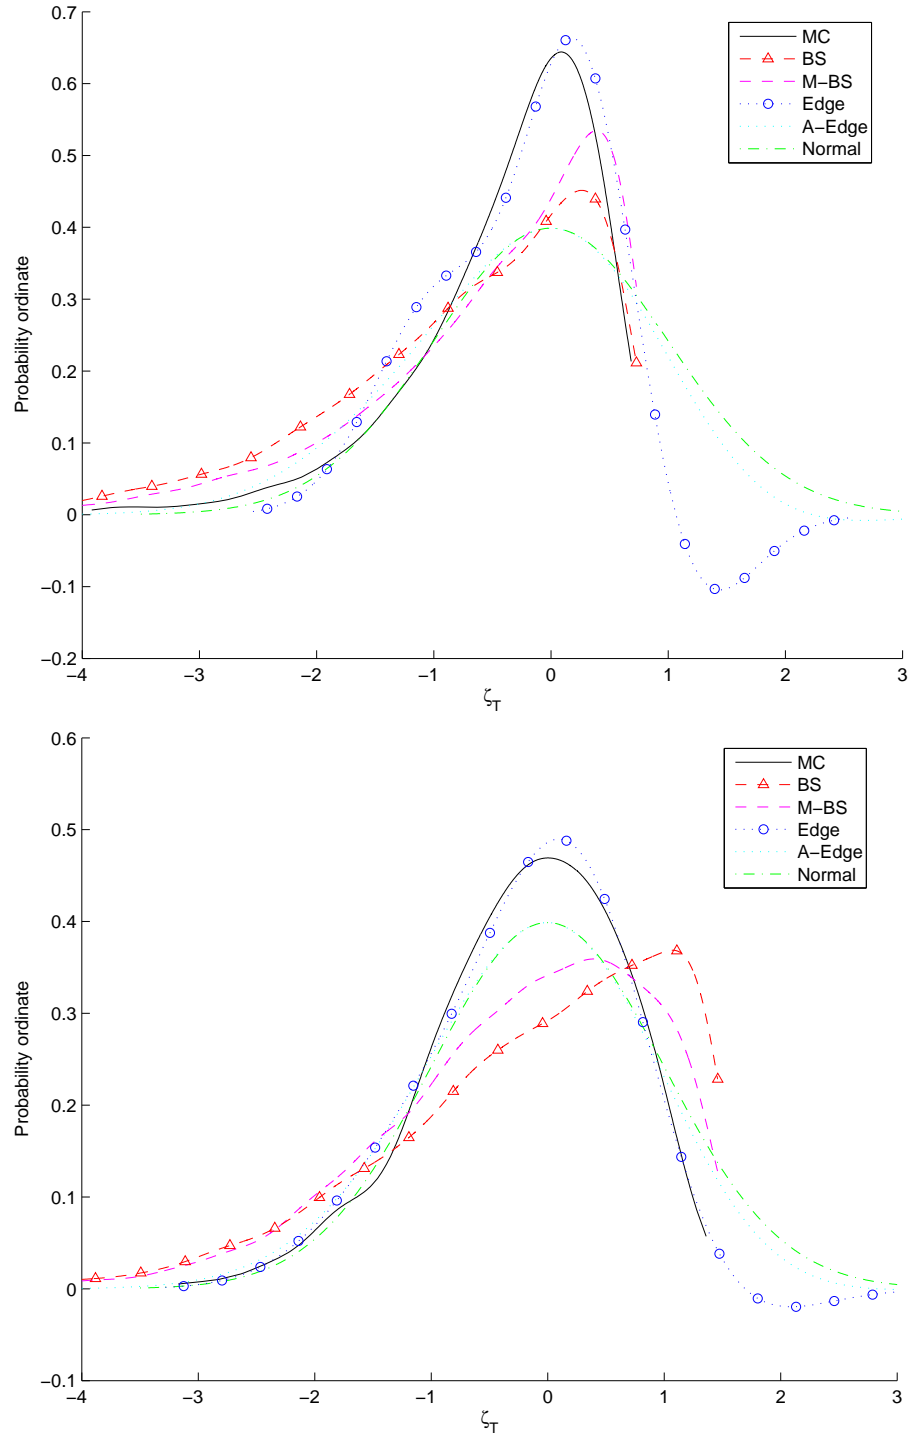 0.7
MC
BS
M−BS
Edge
A−Edge
Normal
0.6
0.5
0.4
0.3
0.2
0.1
0
−0.1
−0.2
Probability ordinate
−4 −3 −2 −1 0 1 2 3
ζT
0.6
MC
BS
M−BS
Edge
A−Edge
Normal
0.5
0.4
0.3
0.2
0.1
0
−0.1
Probability ordinate
−4 −3 −2 −1 0 1 2 3
ζT